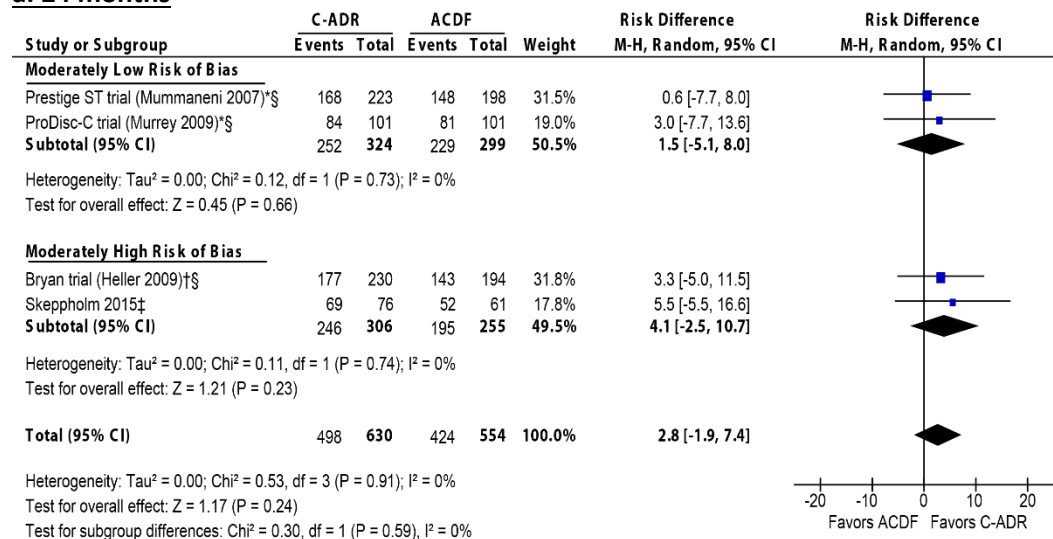 a. 24 months
C-ADR ACDF Risk Difference Risk Difference
Study or Subgroup Events Total Events Total Weight M-H, Random, 95% CI M-H, Random, 95% CI
Moderately Low Risk of Bias
Prestige ST trial (Mummaneni 2007)*§ 168 223 148 198 31.5% 0.6 [-7.7, 8.0]
ProDisc-C trial (Murrey 2009)*§ 84 101 81 101 19.0% 3.0 [-7.7, 13.6]
Subtotal (95% CI) 252 324 229 299 50.5% 1.5 [-5.1, 8.0]
Heterogeneity: Tau² = 0.00; Chi² = 0.12, df = 1 (P = 0.73); I² = 0%
Test for overall effect: Z = 0.45 (P = 0.66)
Moderately High Risk of Bias
Bryan trial (Heller 2009)†§ 177 230 143 194 31.8% 3.3 [-5.0, 11.5]
Skeppholm 2015‡ 69 76 52 61 17.8% 5.5 [-5.5, 16.6]
Subtotal (95% CI) 246 306 195 255 49.5% 4.1 [-2.5, 10.7]
Heterogeneity: Tau² = 0.00; Chi² = 0.11, df = 1 (P = 0.74); I² = 0%
Test for overall effect: Z = 1.21 (P = 0.23)
Total (95% CI) 498 630 424 554 100.0% 2.8 [-1.9, 7.4]
Heterogeneity: Tau² = 0.00; Chi² = 0.53, df = 3 (P = 0.91); I² = 0%
Test for overall effect: Z = 1.17 (P = 0.24)
Test for subgroup differences: Chi² = 0.30, df = 1 (P = 0.59), I² = 0%
-20 -10 0 10 20
Favors ACDF Favors C-ADR